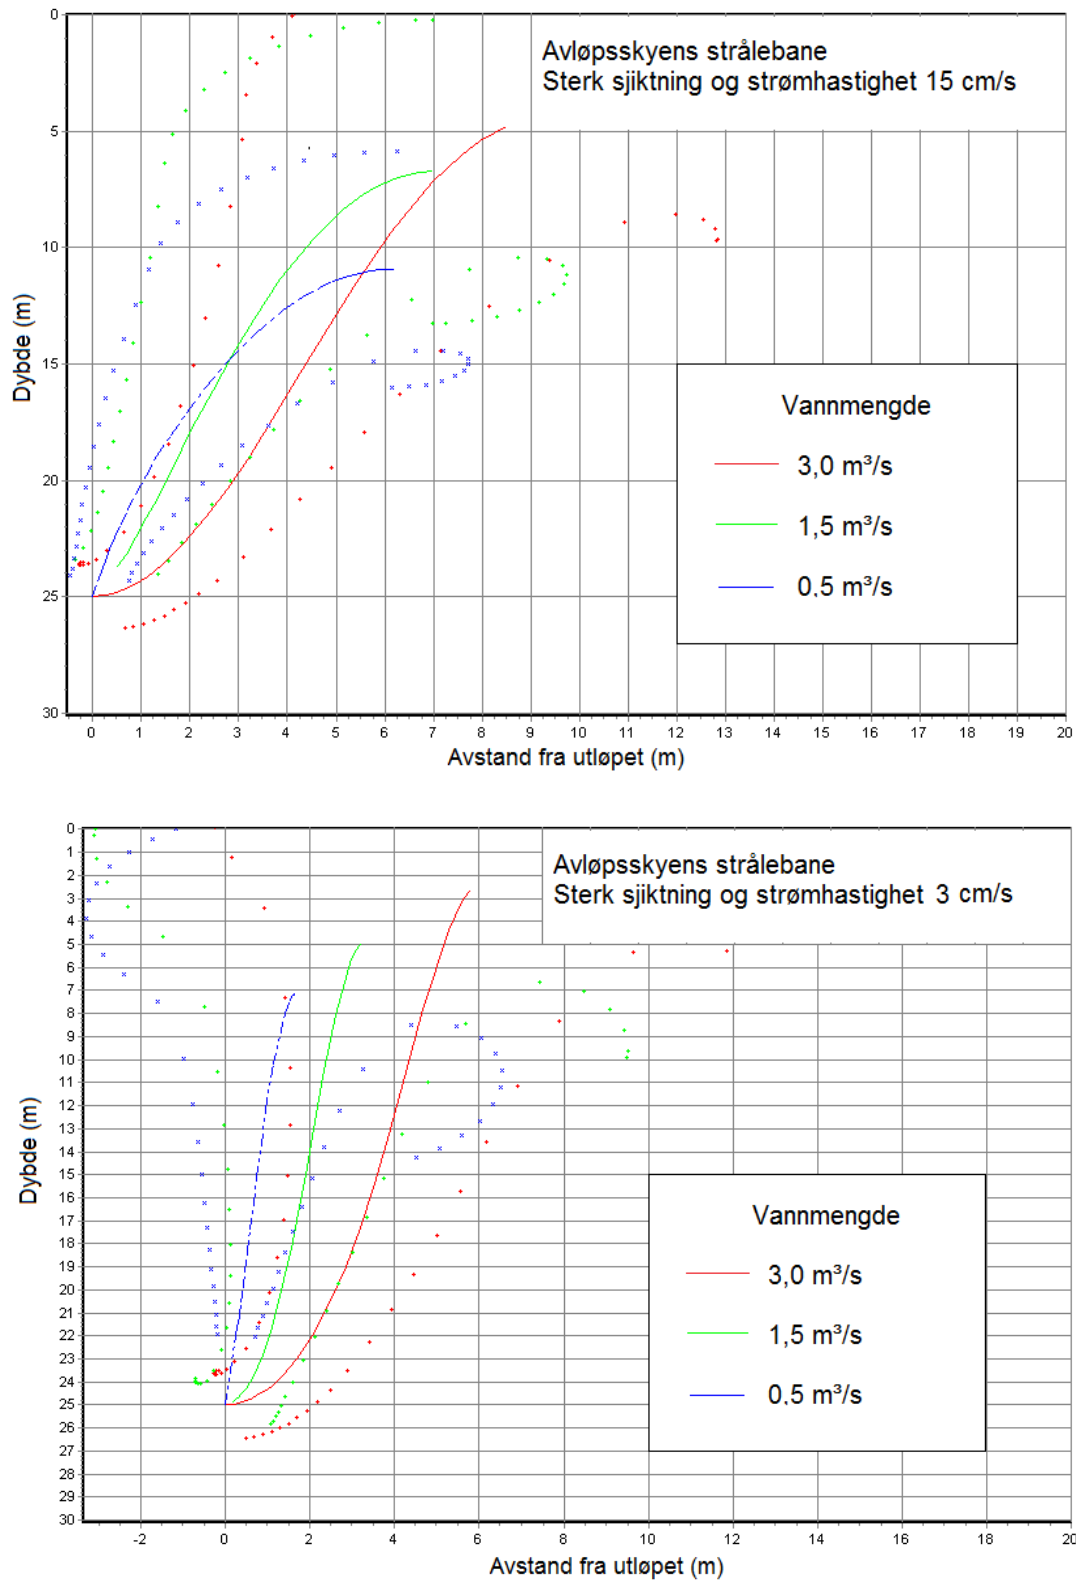 Avløpsskyens strålebane
Sterk sjiktning og strømhastighet 15 cm/s
0
5
10
15
20
25
30
Dybde (m)
Vannmengde
3,0 m³/s
1,5 m³/s
0,5 m³/s
0 1 2 3 4 5 6 7 8 9 10 11 12 13 14 15 16 17 18 19 20
Avstand fra utløpet (m)
Avløpsskyens strålebane
Sterk sjiktning og strømhastighet 3 cm/s
0
1
2
3
4
5
6
7
8
9
10
11
12
13
14
15
16
17
18
19
20
21
22
23
24
25
26
27
28
29
30
Dybde (m)
Vannmengde
3,0 m³/s
1,5 m³/s
0,5 m³/s
-2 0 2 4 6 8 10 12 14 16 18 20
Avstand fra utløpet (m)